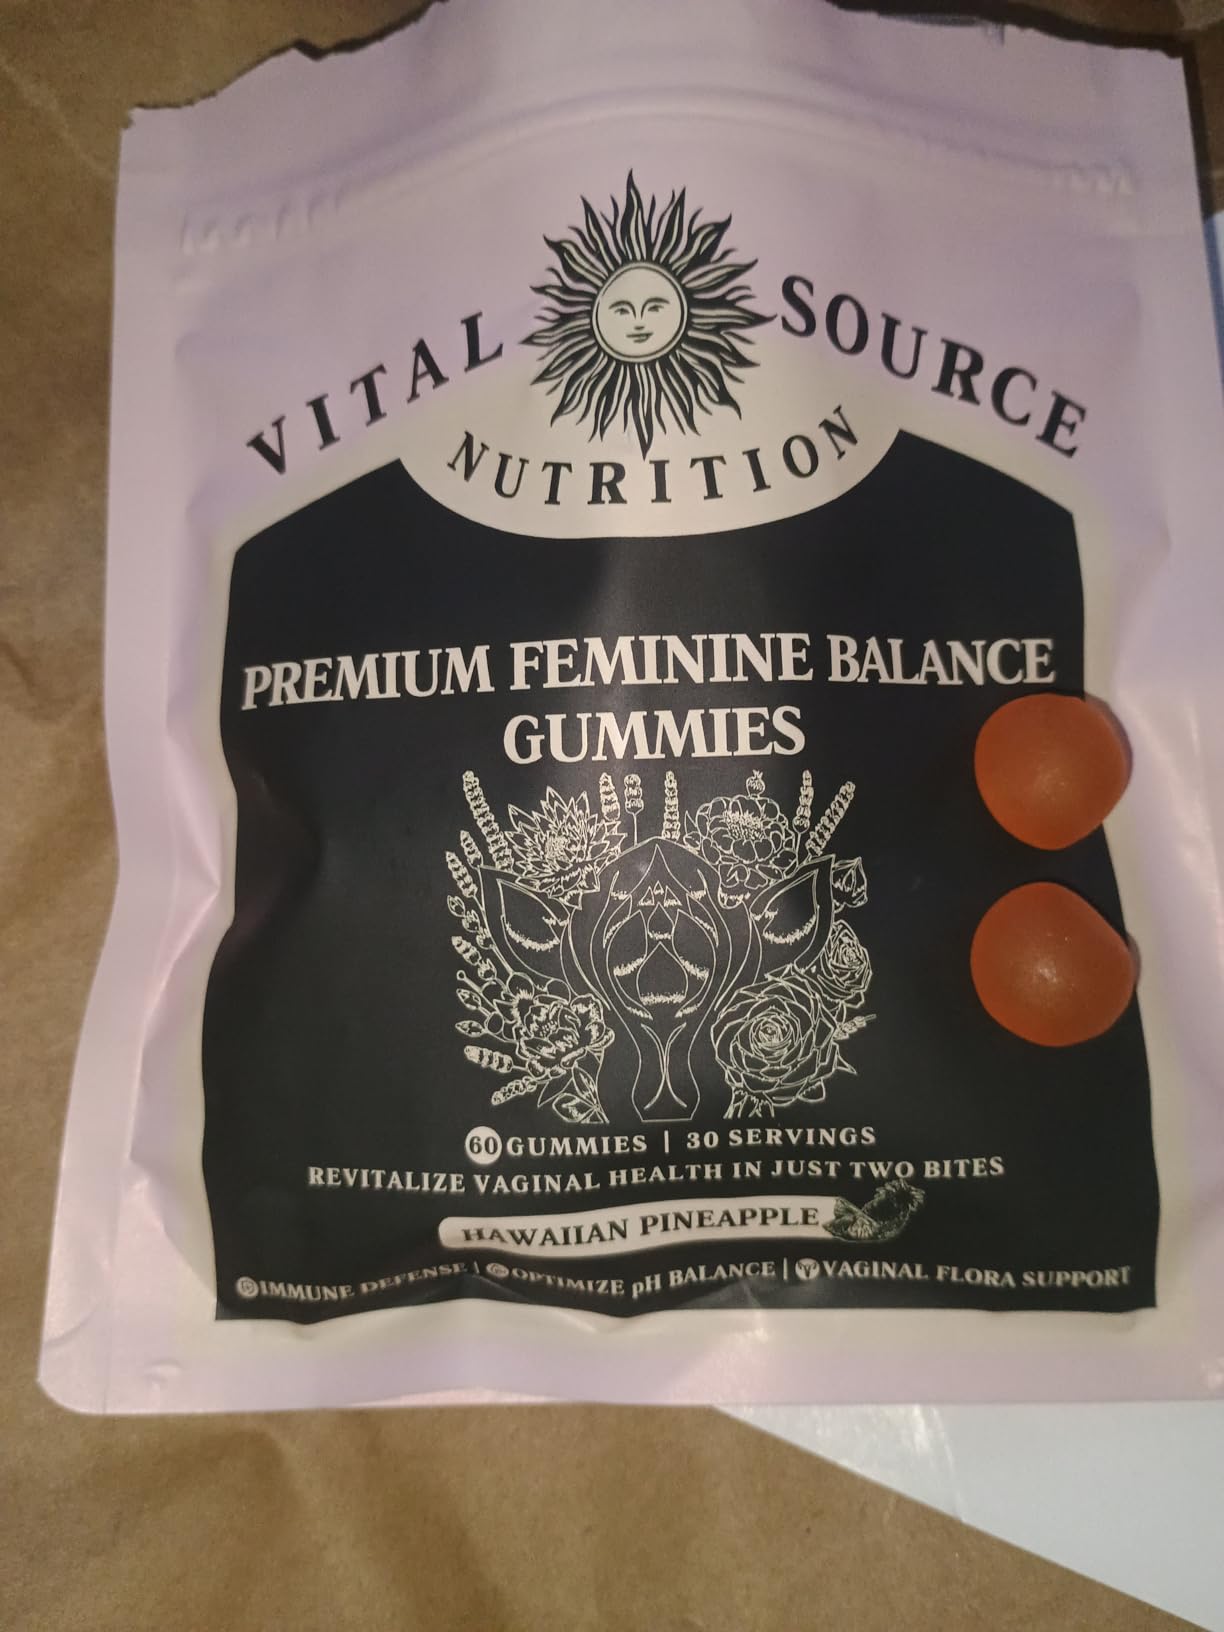 VITAL SOURCE
NUTRITION
PREMIUM FEMININE BALANCE
GUMMIES
60 GUMMIES | 30 SERVINGS
REVITALIZE VAGINAL HEALTH IN JUST TWO BITES
HAWAIIAN PINEAPPLE
IMMUNE DEFENSE | OPTIMIZE pH BALANCE | VAGINAL FLORA SUPPORT